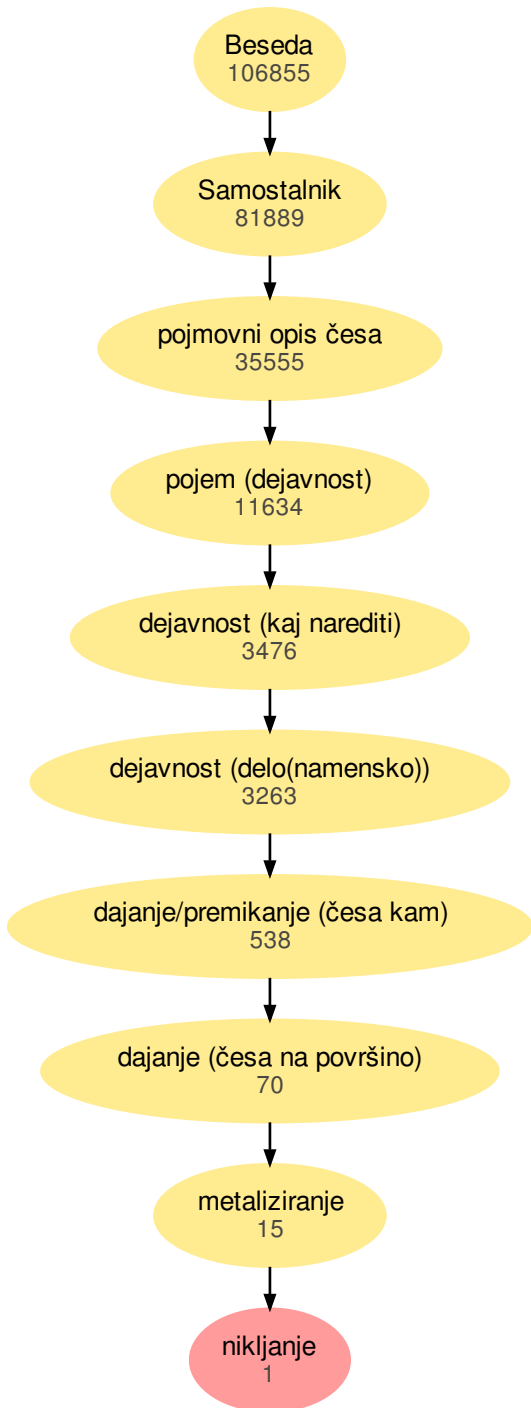 Beseda
106855
Samostalnik
81889
pojmovni opis česa
35555
pojem (dejavnost)
11634
dejavnost (kaj narediti)
3476
dejavnost (delo(namensko))
3263
dajanje/premikanje (česa kam)
538
dajanje (česa na površino)
70
metaliziranje
15
nikljanje
1